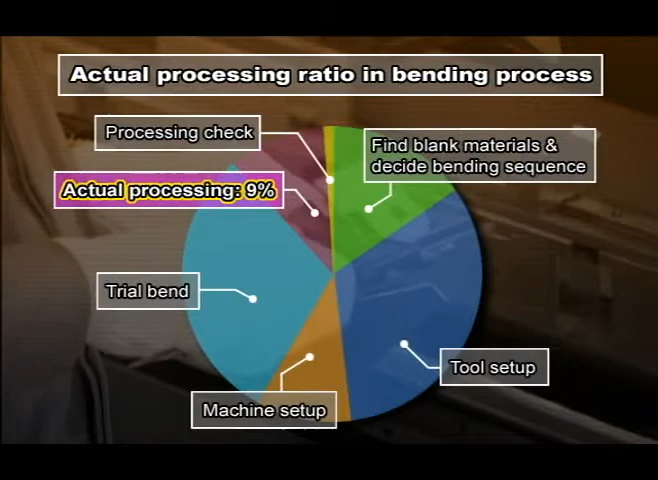 Actual processing ratio in bending process
Processing check
Find blank materials &
decide bending sequence
Actual processing: 9%
Trial bend
Tool setup
Machine setup